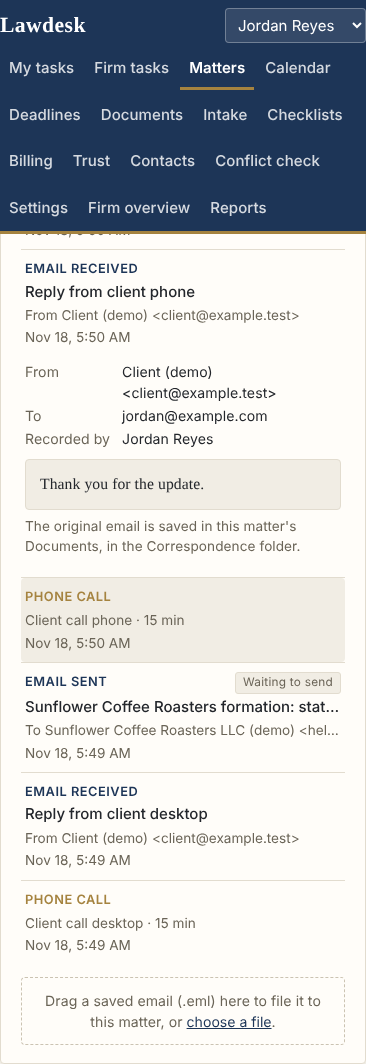 Lawdesk
Jordan Reyes
My tasks Firm tasks Matters Calendar
Deadlines Documents Intake Checklists
Billing Trust Contacts Conflict check
Settings Firm overview Reports
EMAIL RECEIVED
Reply from client phone
From Client (demo) <client@example.test>
Nov 18, 5:50 AM
From Client (demo)
<client@example.test>
To jordan@example.com
Recorded by Jordan Reyes
Thank you for the update.
The original email is saved in this matter's
Documents, in the Correspondence folder.
PHONE CALL
Client call phone · 15 min
Nov 18, 5:50 AM
EMAIL SENT Waiting to send
Sunflower Coffee Roasters formation: stat...
To Sunflower Coffee Roasters LLC (demo) <hel...
Nov 18, 5:49 AM
EMAIL RECEIVED
Reply from client desktop
From Client (demo) <client@example.test>
Nov 18, 5:49 AM
PHONE CALL
Client call desktop · 15 min
Nov 18, 5:49 AM
Drag a saved email (.eml) here to file it to
this matter, or choose a file.